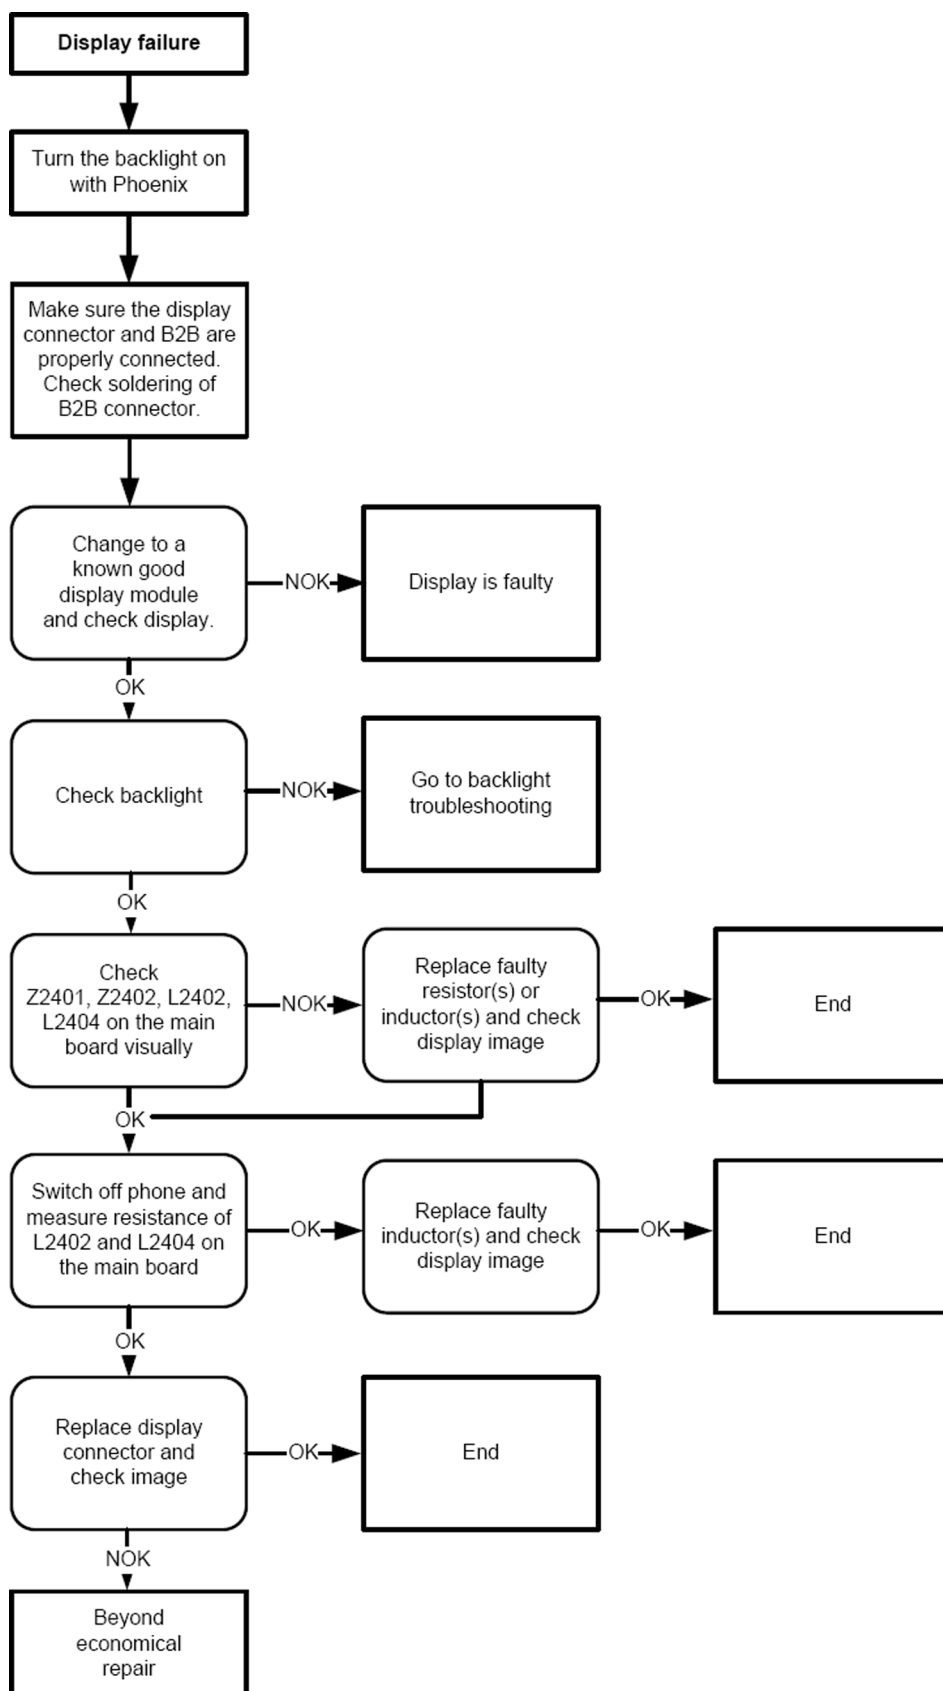 Display failure
Turn the backlight on
with Phoenix
Make sure the display
connector and B2B are
properly connected.
Check soldering of
B2B connector.
Change to a
known good
display module
and check display.
NOK
Display is faulty
OK
Check backlight
NOK
Go to backlight
troubleshooting
OK
Check
Z2401, Z2402, L2402,
L2404 on the main
board visually
NOK
Replace faulty
resistor(s) or
inductor(s) and check
display image
OK
End
OK
Switch off phone and
measure resistance of
L2402 and L2404 on
the main board
OK
Replace faulty
inductor(s) and check
display image
OK
End
OK
Replace display
connector and
check image
OK
End
NOK
Beyond
economical
repair